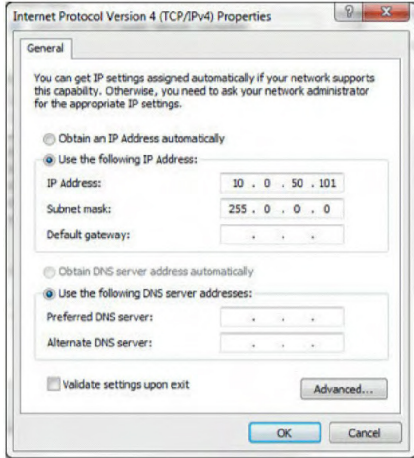 Internet Protocol Version 4 (TCP/IPv4) Properties
General
You can get IP settings assigned automatically if your network supports
this capability. Otherwise, you need to ask your network administrator
for the appropriate IP settings.
Obtain an IP Address automatically
Use the following IP Address:
IP Address: 10 . 0 . 50 . 101
Subnet mask: 255 . 0 . 0 . 0
Default gateway: . . .
Obtain DNS server address automatically
Use the following DNS server addresses:
Preferred DNS server: . . .
Alternate DNS server: . . .
Validate settings upon exit
Advanced...
OK Cancel